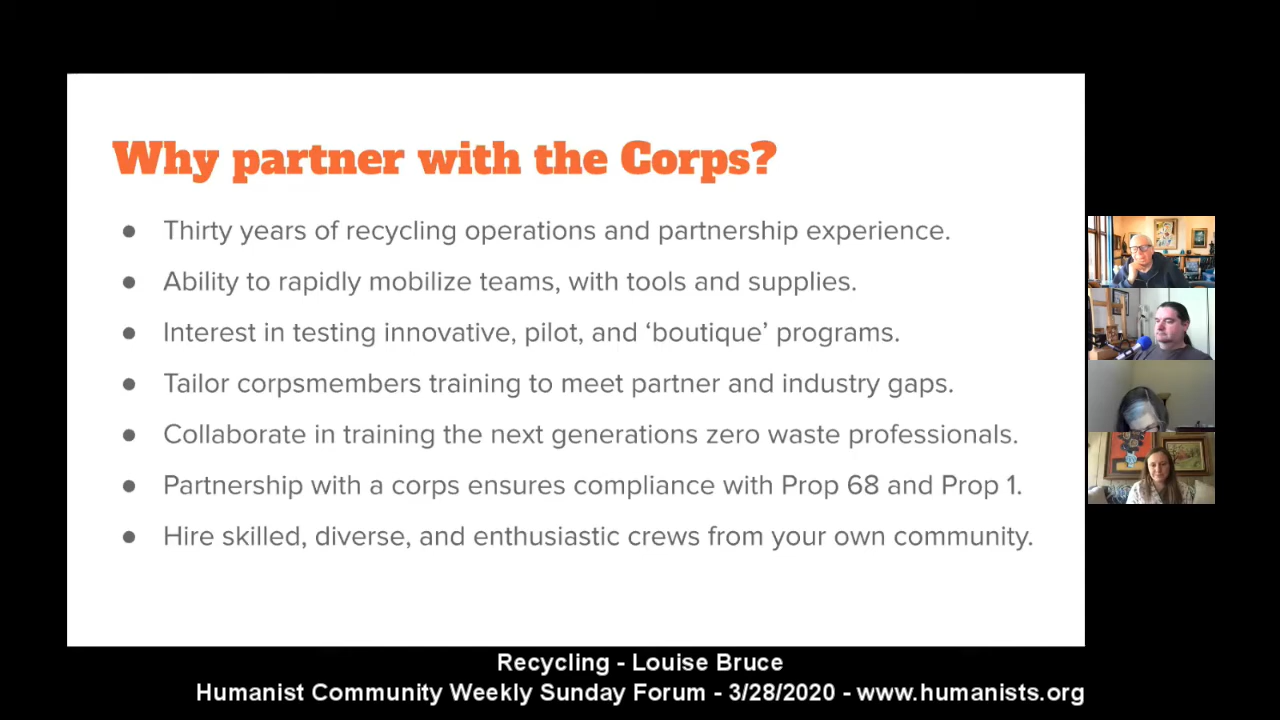 Why partner with the Corps?
● Thirty years of recycling operations and partnership experience.
● Ability to rapidly mobilize teams, with tools and supplies.
● Interest in testing innovative, pilot, and ‘boutique’ programs.
● Tailor corpsmembers training to meet partner and industry gaps.
● Collaborate in training the next generations zero waste professionals.
● Partnership with a corps ensures compliance with Prop 68 and Prop 1.
● Hire skilled, diverse, and enthusiastic crews from your own community.
Recycling - Louise Bruce
Humanist Community Weekly Sunday Forum - 3/28/2020 - www.humanists.org